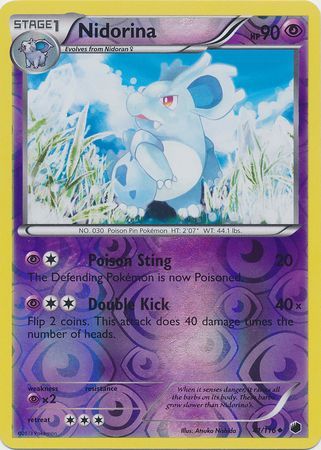 STAGE1
Nidorina
HP 90
Evolves from Nidoran♀
NO. 030 Poison Pin Pokémon HT: 2'07" WT: 44.1 lbs.
Poison Sting 20
The Defending Pokémon is now Poisoned.
Double Kick 40×
Flip 2 coins. This attack does 40 damage times the
number of heads.
weakness resistance
×2
When it senses danger, it raises all
the barbs on its body. These barbs
grow slower than Nidorino's.
retreat
Illus. Atsuko Nishida
/116